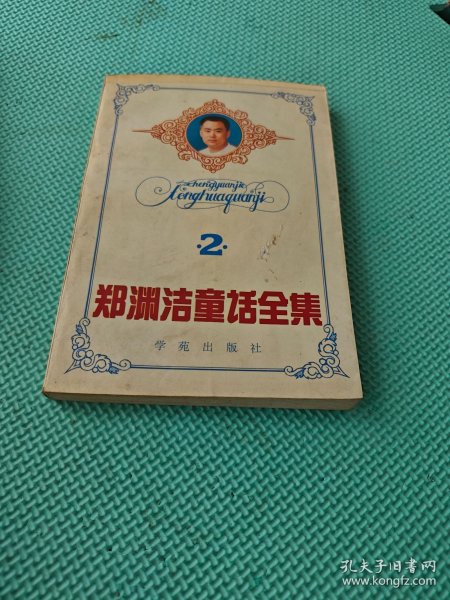 zhengyuanjie
tonghuaquanji
·2·
郑渊洁童话全集
学苑出版社
孔夫子旧书网
www.kongfz.com